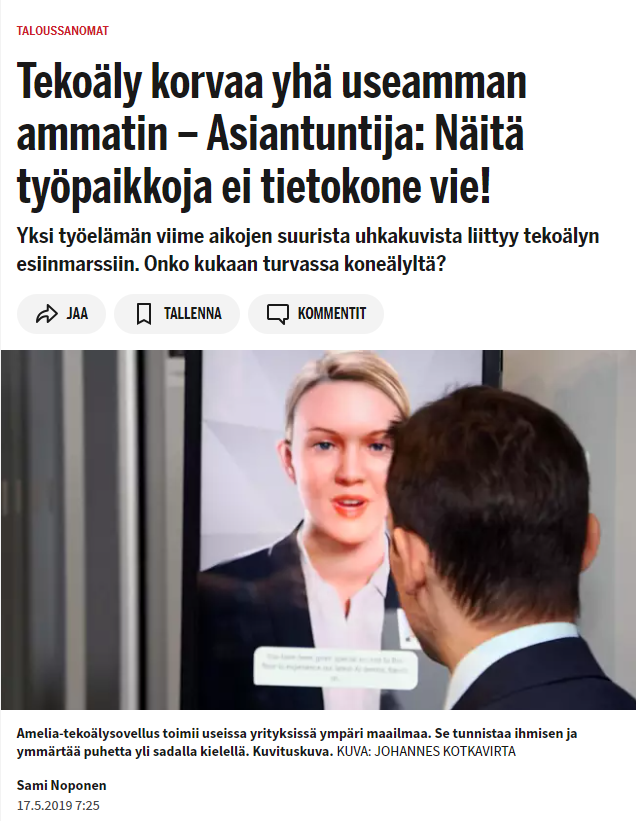 TALOUSSANOMAT
Tekoäly korvaa yhä useamman
ammatin – Asiantuntija: Näitä
työpaikkoja ei tietokone vie!
Yksi työelämän viime aikojen suurista uhkakuvista liittyy tekoälyn
esiinmarssiin. Onko kukaan turvassa koneälyltä?
JAA
TALLENNA
KOMMENTIT
Amelia-tekoälysovellus toimii useissa yrityksissä ympäri maailmaa. Se tunnistaa ihmisen ja
ymmärtää puhetta yli sadalla kielellä. Kuvituskuva. KUVA: JOHANNES KOTKAVIRTA
Sami Noponen
17.5.2019 7:25